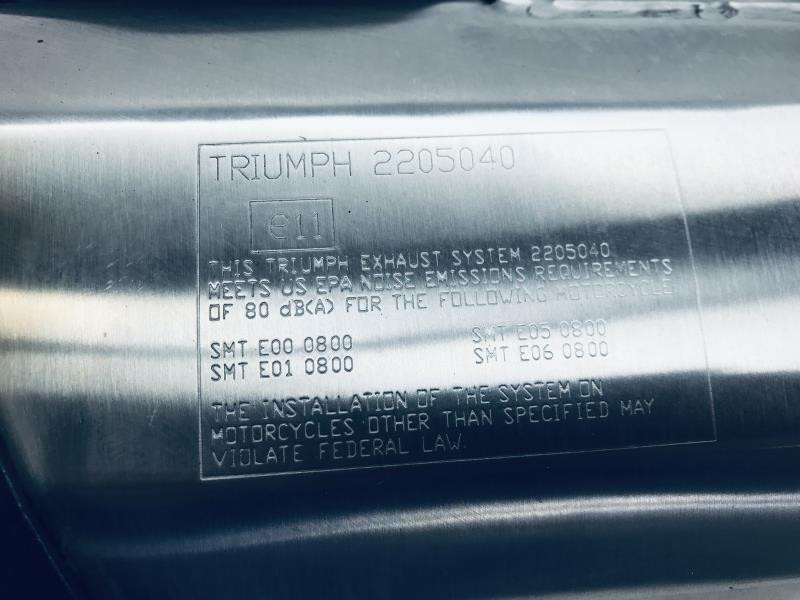 TRIUMPH 2205040
e11
THIS TRIUMPH EXHAUST SYSTEM 2205040
MEETS US EPA NOISE EMISSIONS REQUIREMENTS
OF 80 dB(A) FOR THE FOLLOWING MOTORCYCLE
SMT E00 0800 SMT E05 0800
SMT E01 0800 SMT E06 0800
THE INSTALLATION OF THE SYSTEM ON
MOTORCYCLES OTHER THAN SPECIFIED MAY
VIOLATE FEDERAL LAW.